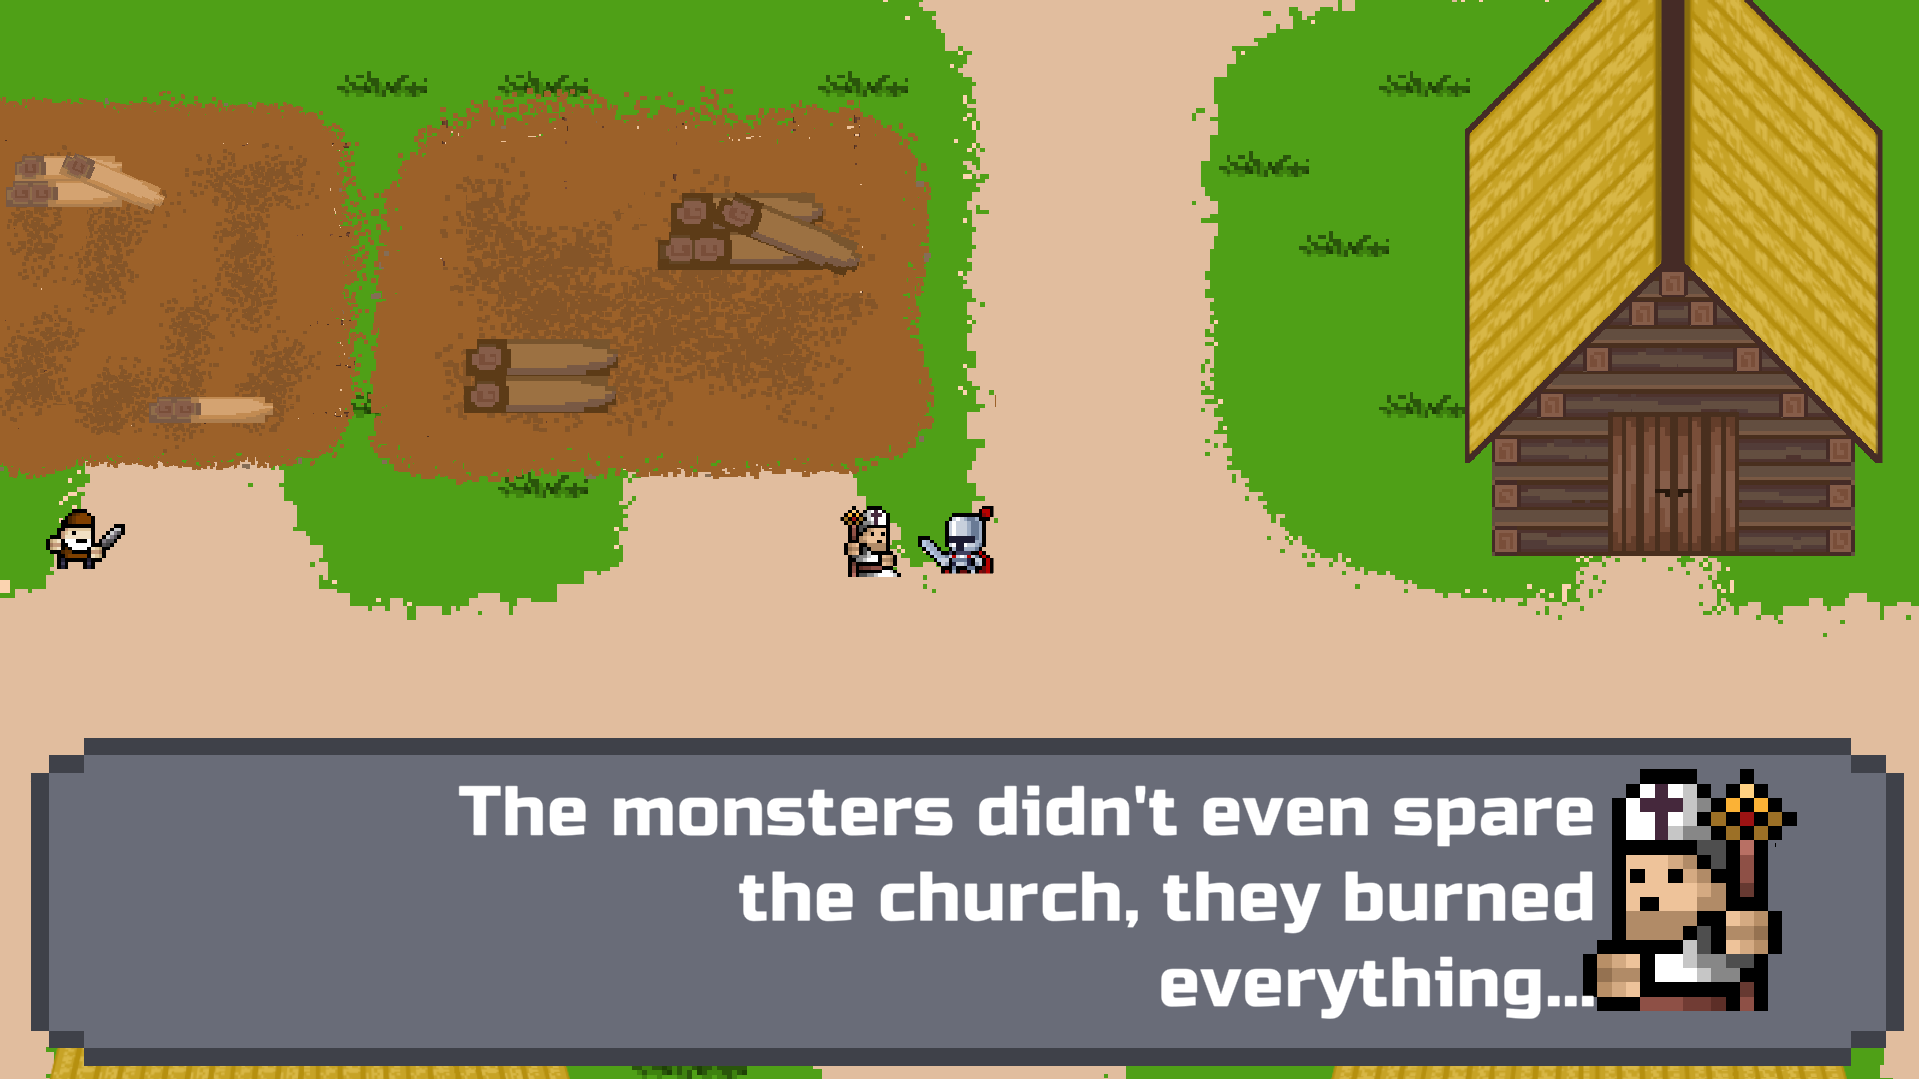 The monsters didn't even spare
the church, they burned
everything...